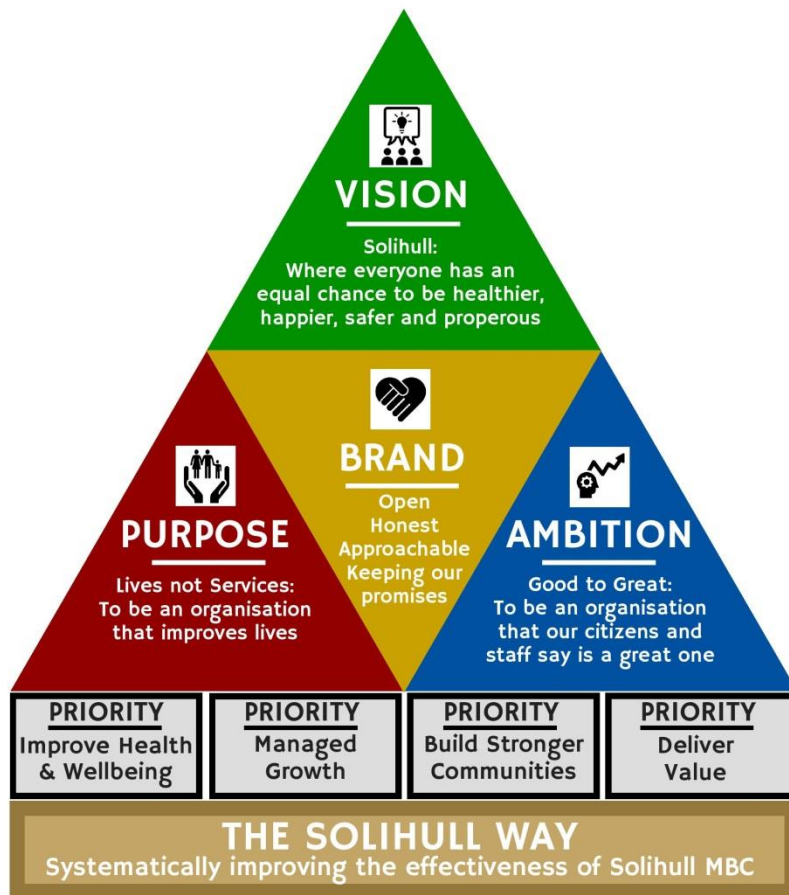 VISION
Solihull:
Where everyone has an
equal chance to be healthier,
happier, safer and properous
BRAND
Open
Honest
Approachable
Keeping our
promises
PURPOSE
Lives not Services:
To be an organisation
that improves lives
AMBITION
Good to Great:
To be an organisation
that our citizens and
staff say is a great one
PRIORITY
Improve Health
& Wellbeing
PRIORITY
Managed
Growth
PRIORITY
Build Stronger
Communities
PRIORITY
Deliver
Value
THE SOLIHULL WAY
Systematically improving the effectiveness of Solihull MBC